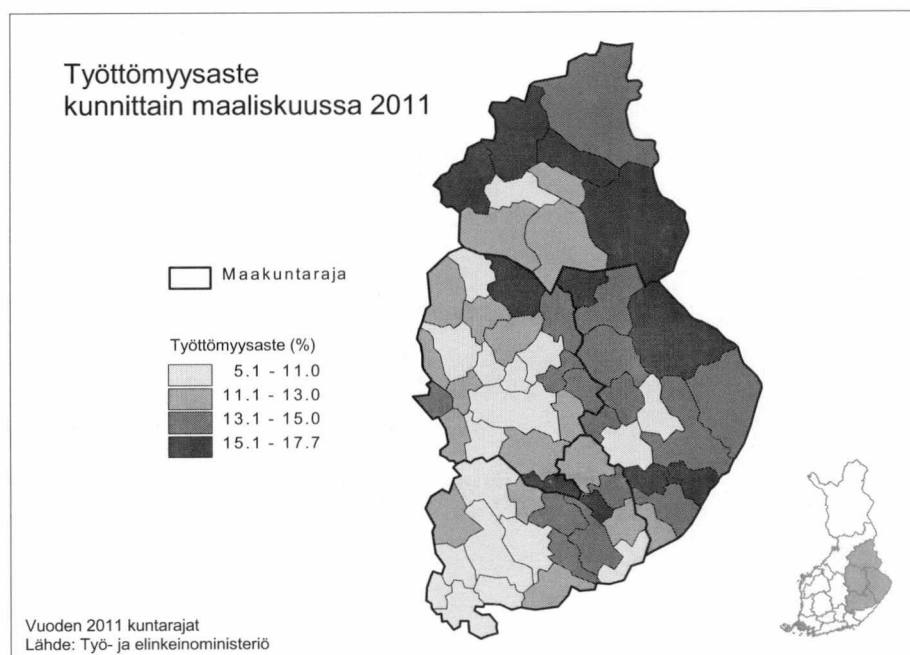 Työttömyysaste
kunnittain maaliskuussa 2011
Maakuntaraja
Työttömyysaste (%)
5.1 - 11.0
11.1 - 13.0
13.1 - 15.0
15.1 - 17.7
Vuoden 2011 kuntarajat
Lähde: Työ- ja elinkeinoministeriö